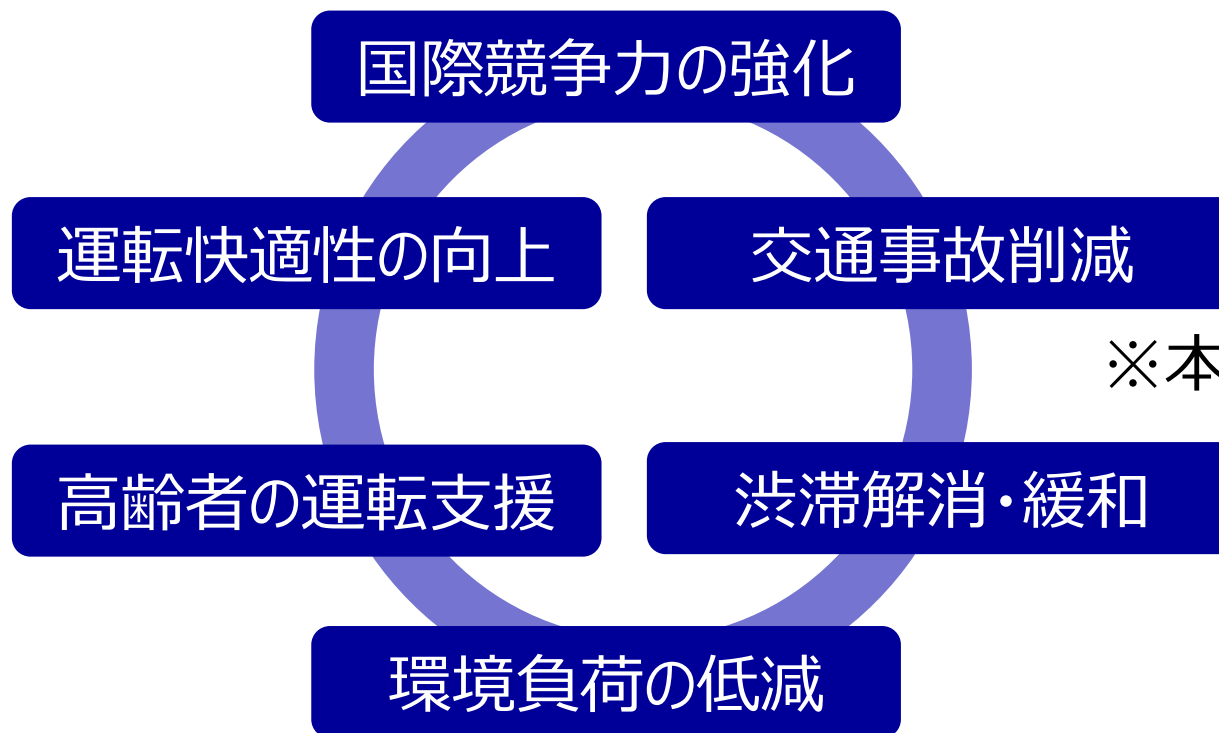 国際競争力の強化
運転快適性の向上
交通事故削減
※本
高齢者の運転支援
渋滞解消・緩和
環境負荷の低減